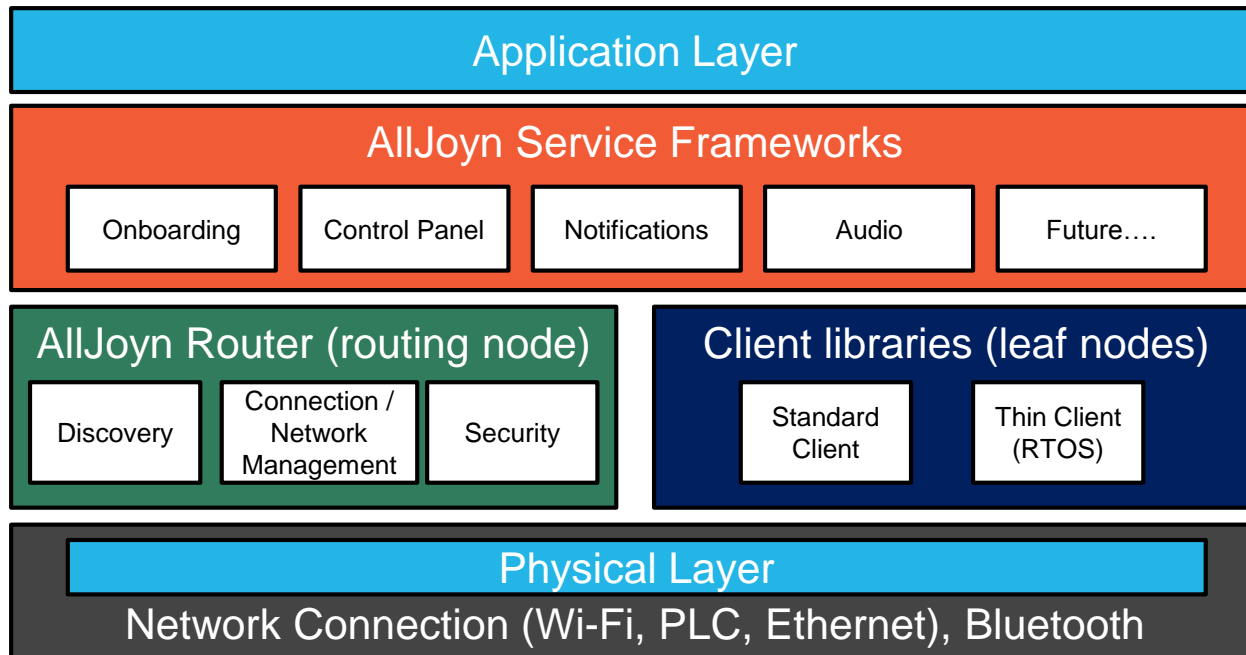 Application Layer
AllJoyn Service Frameworks
Onboarding
Control Panel
Notifications
Audio
Future….
AllJoyn Router (routing node)
Discovery
Connection /
Network
Management
Security
Client libraries (leaf nodes)
Standard
Client
Thin Client
(RTOS)
Physical Layer
Network Connection (Wi-Fi, PLC, Ethernet), Bluetooth